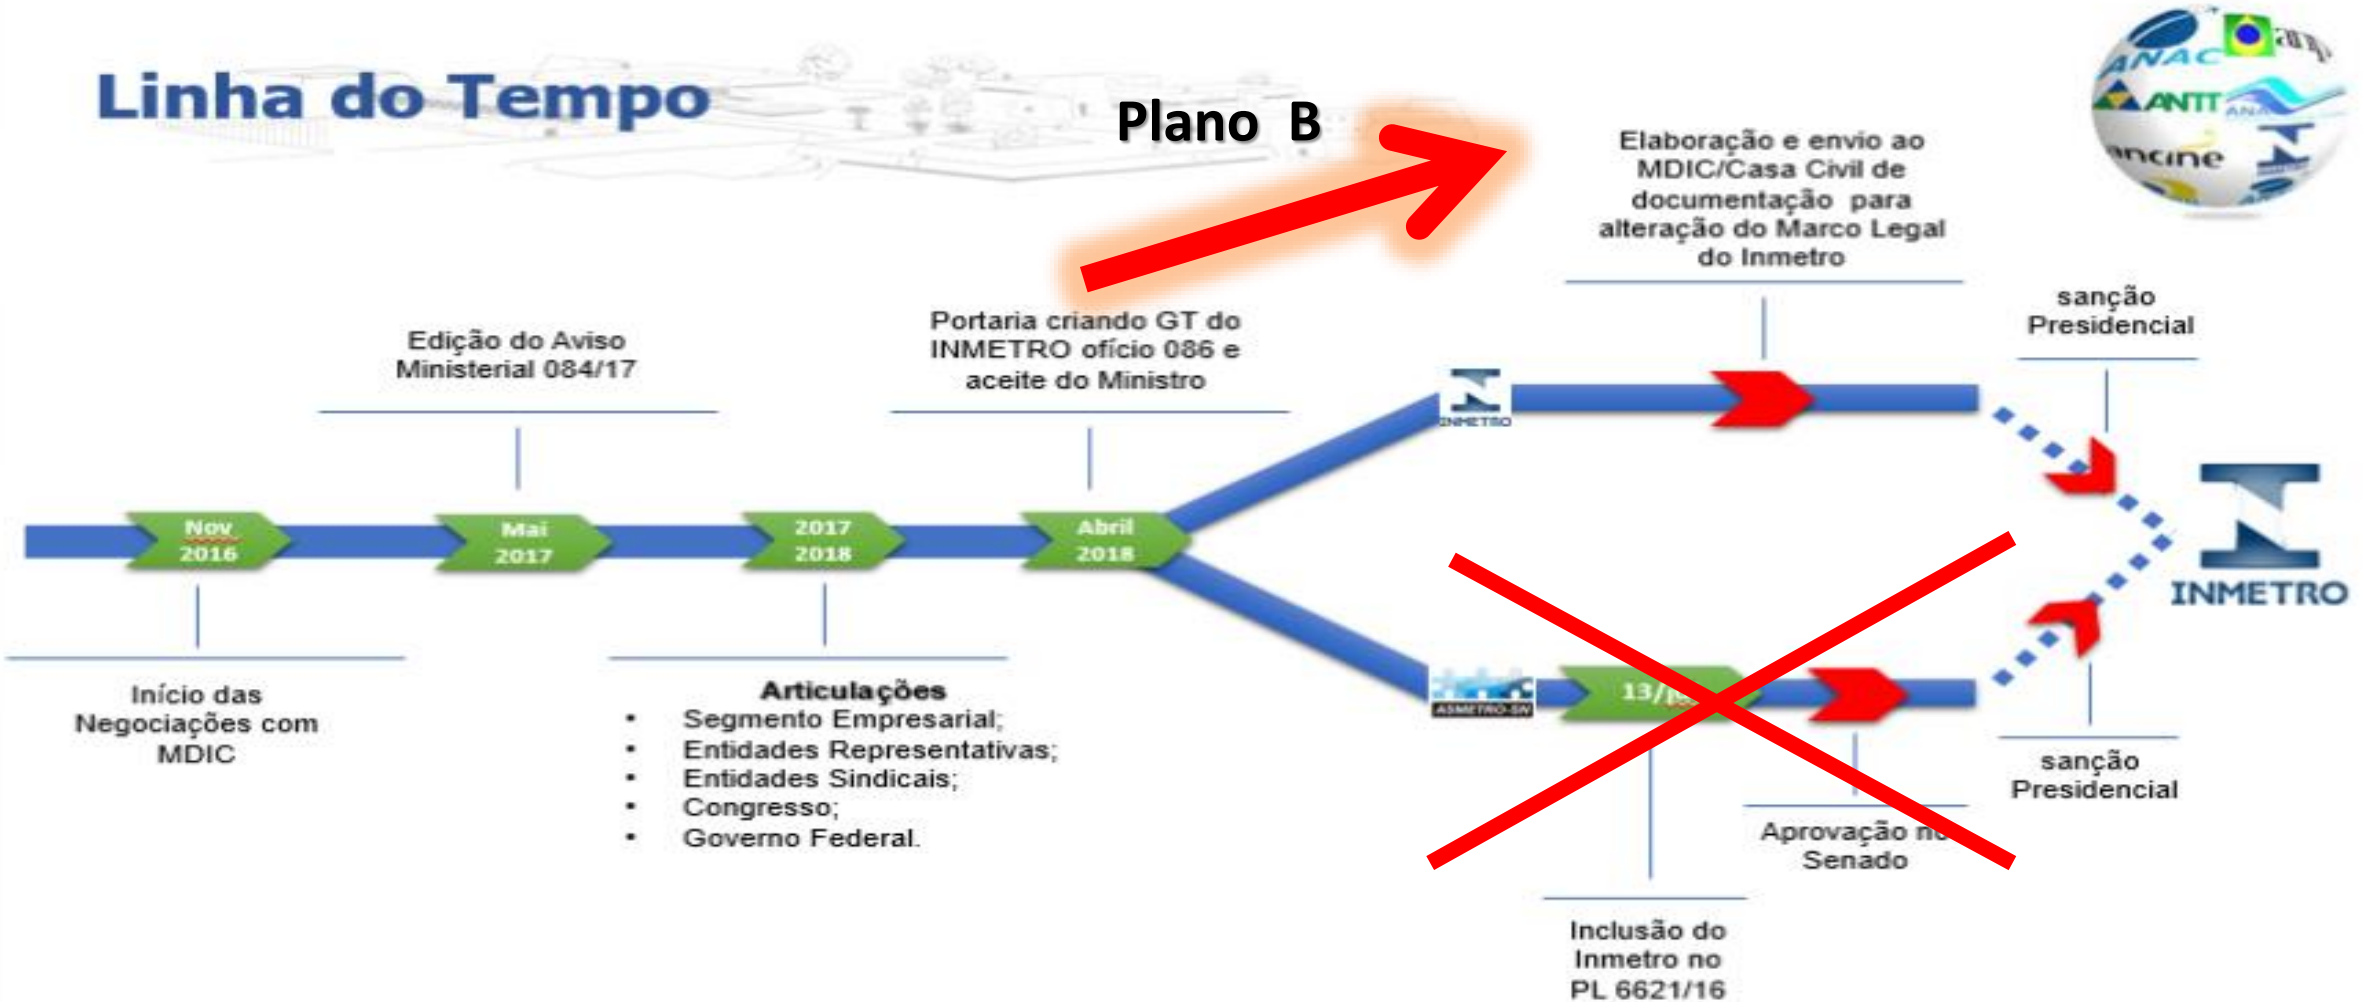 Linha do Tempo
Plano B
ANAC
anp
ANTT
ANA
ancine
Elaboração e envio ao
MDIC/Casa Civil de
documentação para
alteração do Marco Legal
do Inmetro
sanção
Presidencial
Edição do Aviso
Ministerial 084/17
Portaria criando GT do
INMETRO ofício 086 e
aceite do Ministro
INMETRO
Nov
2016
Mai
2017
2017
2018
Abril
2018
INMETRO
Início das
Negociações com
MDIC
Articulações
• Segmento Empresarial;
• Entidades Representativas;
• Entidades Sindicais;
• Congresso;
• Governo Federal.
ASMETRO-SN
13/
sanção
Presidencial
Aprovação no
Senado
Inclusão do
Inmetro no
PL 6621/16